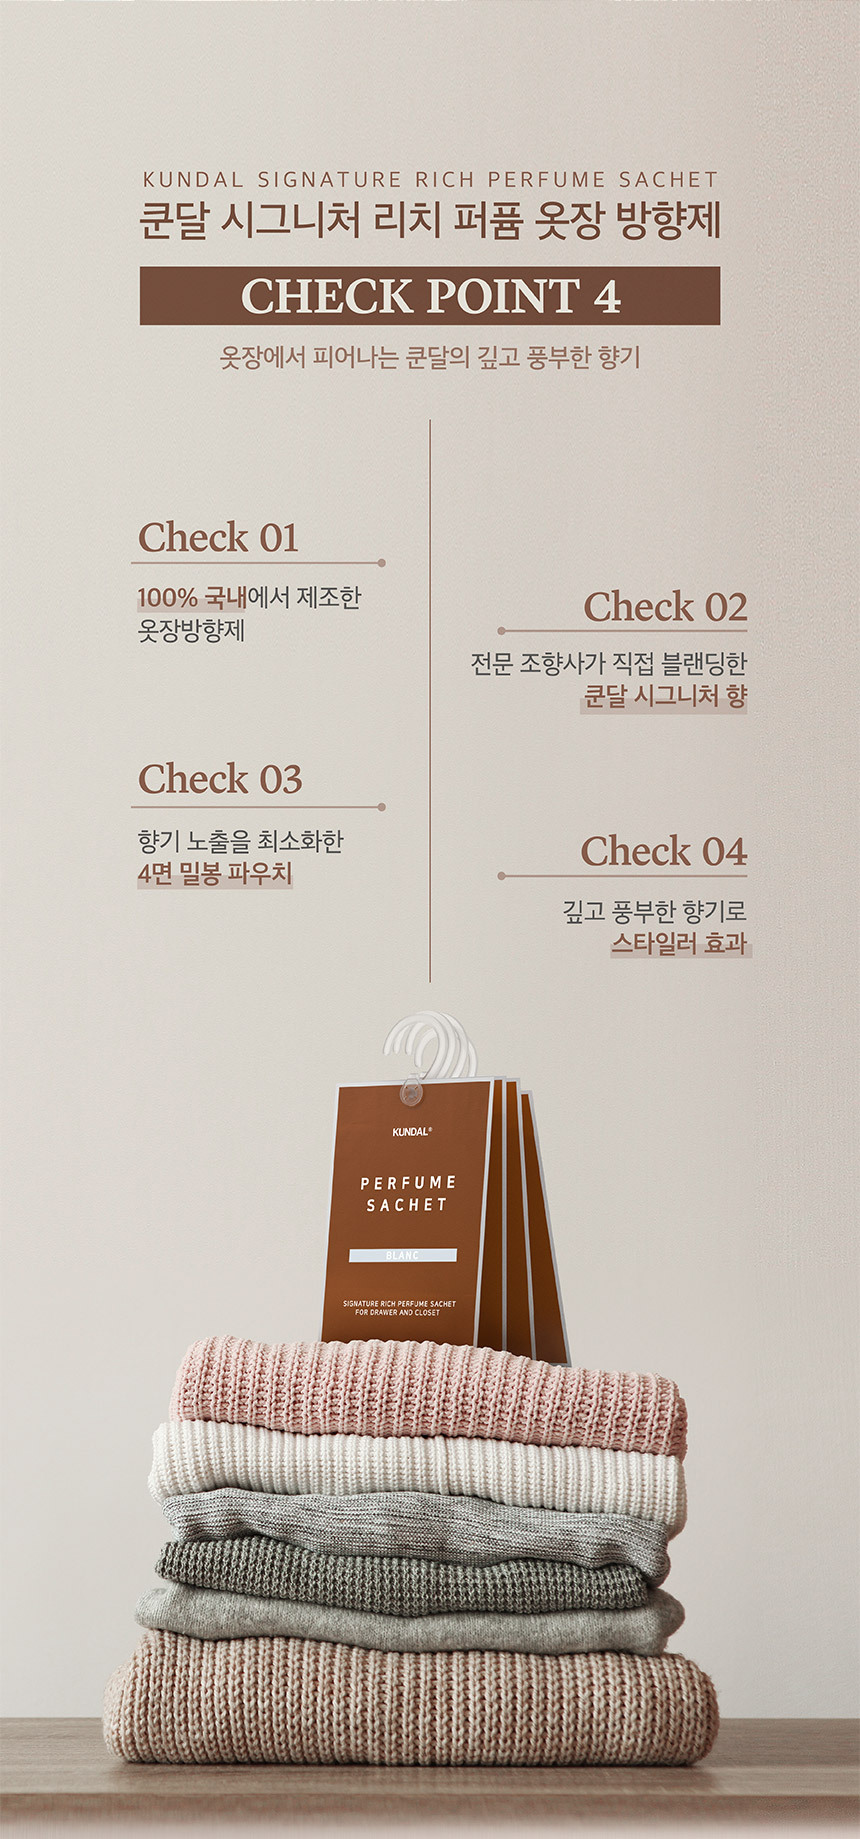 KUNDAL SIGNATURE RICH PERFUME SACHET
쿤달 시그니처 리치 퍼퓸 옷장 방향제
CHECK POINT 4
옷장에서 피어나는 쿤달의 깊고 풍부한 향기
Check 01
100% 국내에서 제조한
옷장방향제
Check 02
전문 조향사가 직접 블랜딩한
쿤달 시그니처 향
Check 03
향기 노출을 최소화한
4면 밀봉 파우치
Check 04
깊고 풍부한 향기로
스타일러 효과
KUNDAL®
PERFUME
SACHET
BLANC
SIGNATURE RICH PERFUME SACHET
FOR DRAWER AND CLOSET